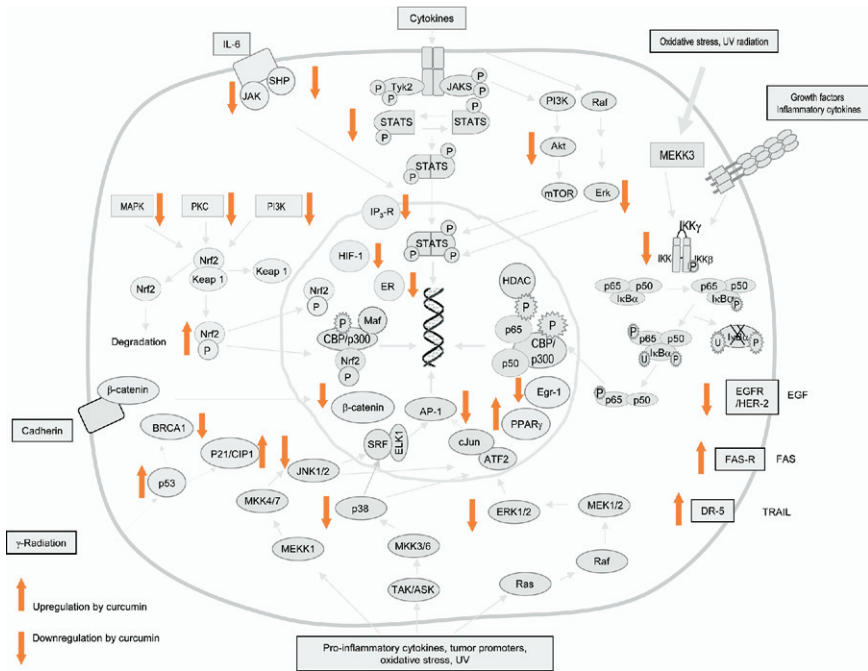 Cytokines
IL-6
SHP
JAK
Oxidative stress, UV radiation
Growth factors
Inflammatory cytokines
P
Tyk2
P
JAKS
P
P
STATS
P
STATS
P
PI3K
Raf
MEKK3
Akt
P
STATS
P
mTOR
Erk
MAPK
PKC
PI3K
IP3-R
IKKγ
IKK
IKKβ
P
Nrf2
Keap 1
Keap 1
Nrf2
HIF-1
ER
P
STATS
P
P
HDAC
p65
p50
IκBα
p65
p50
IκBα
P
Nrf2
P
Nrf2
P
P
Maf
CBP/p300
Nrf2
P
P
p65
P
CBP/
p300
p50
P
p65
p50
IκBα
U
P
U
IκBα
P
P
p65
p50
Degradation
β-catenin
Cadherin
β-catenin
AP-1
Egr-1
PPARγ
cJun
ATF2
EGFR
/HER-2
EGF
BRCA1
P21/CIP1
p53
SRF
ELK1
JNK1/2
FAS-R
FAS
MKK4/7
p38
ERK1/2
MEK1/2
DR-5
TRAIL
γ-Radiation
MEKK1
MKK3/6
Raf
TAK/ASK
Ras
Upregulation by curcumin
Downregulation by curcumin
Pro-inflammatory cytokines, tumor promoters,
oxidative stress, UV